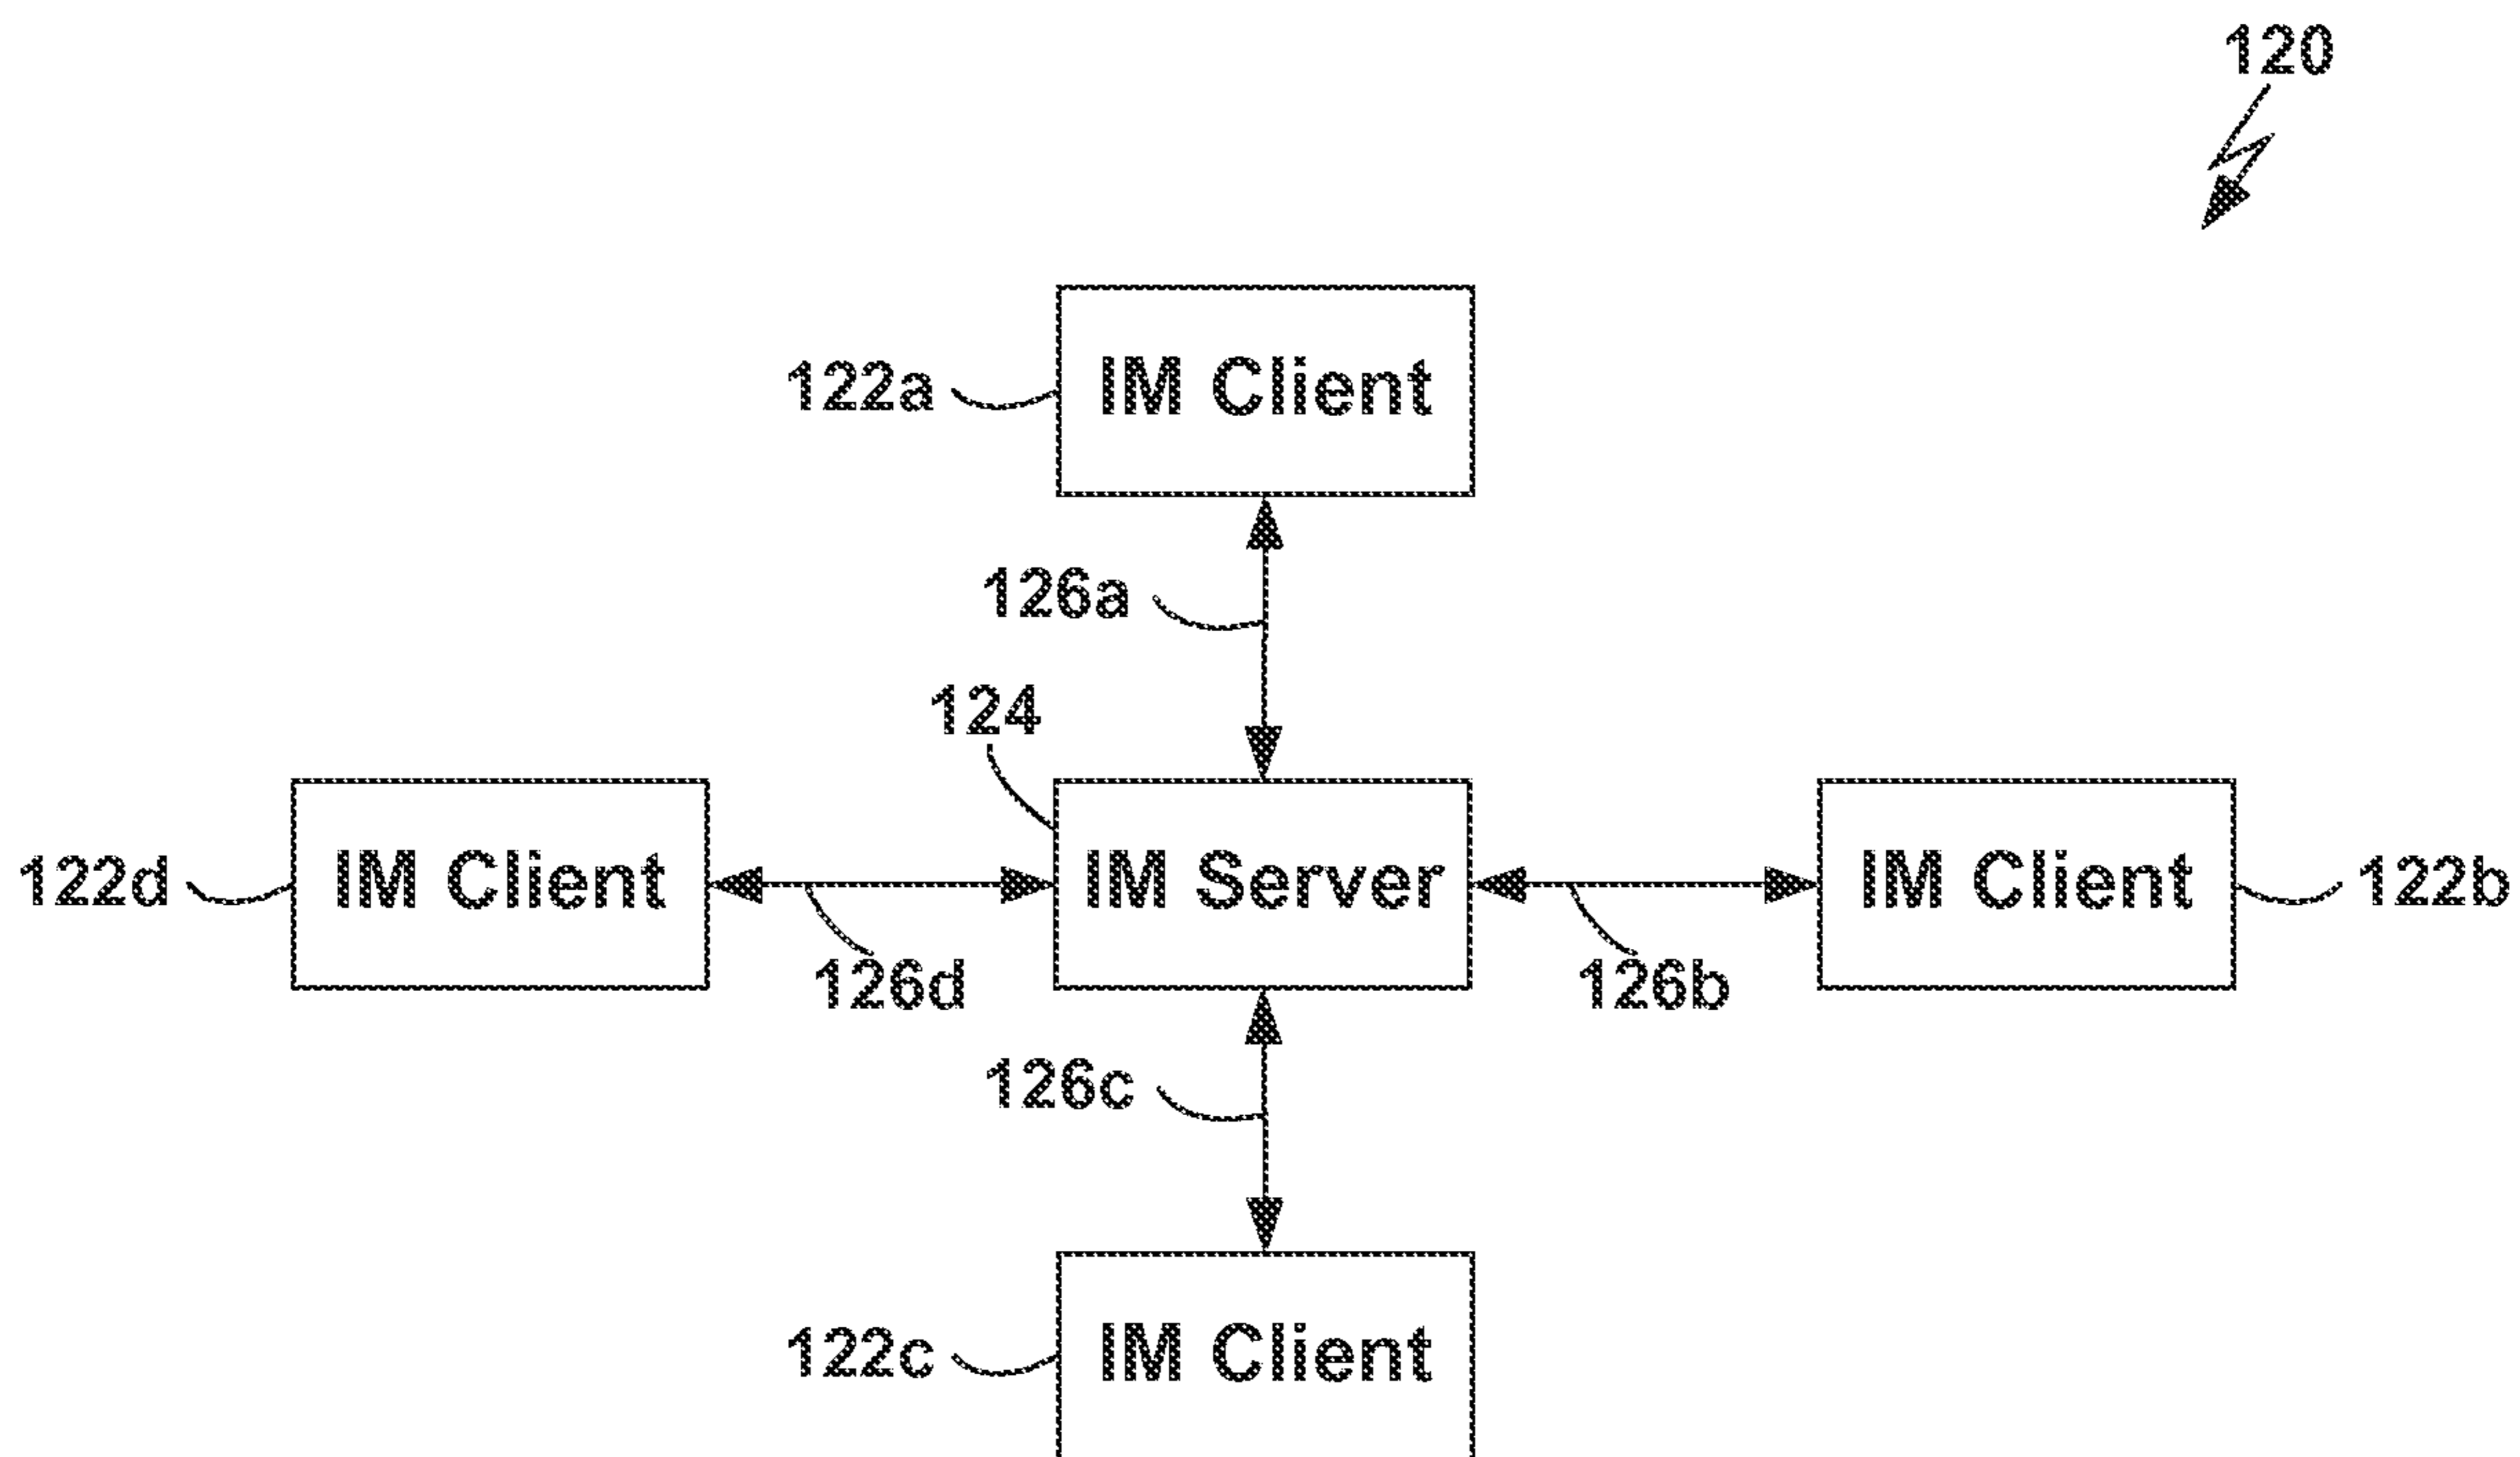 120
122a IM Client
126a
124
122d IM Client IM Server IM Client 122b
126d 126b
126c
122c IM Client